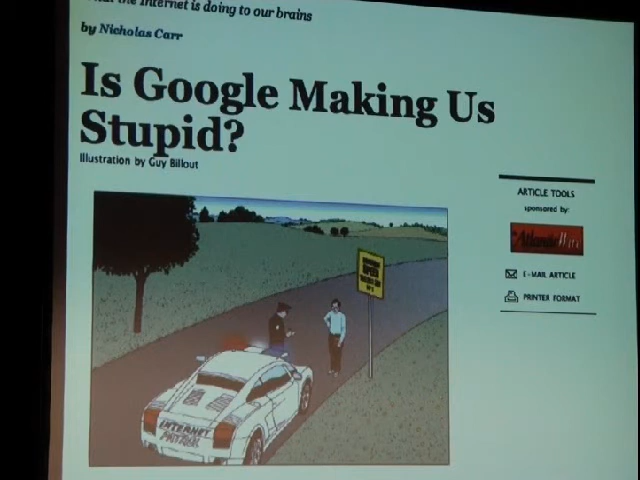 the Internet is doing to our brains
by Nicholas Carr
Is Google Making Us
Stupid?
Illustration by Guy Billout
ARTICLE TOOLS
sponsored by:
E-MAIL ARTICLE
PRINTER FORMAT
INTERNET
PATROL